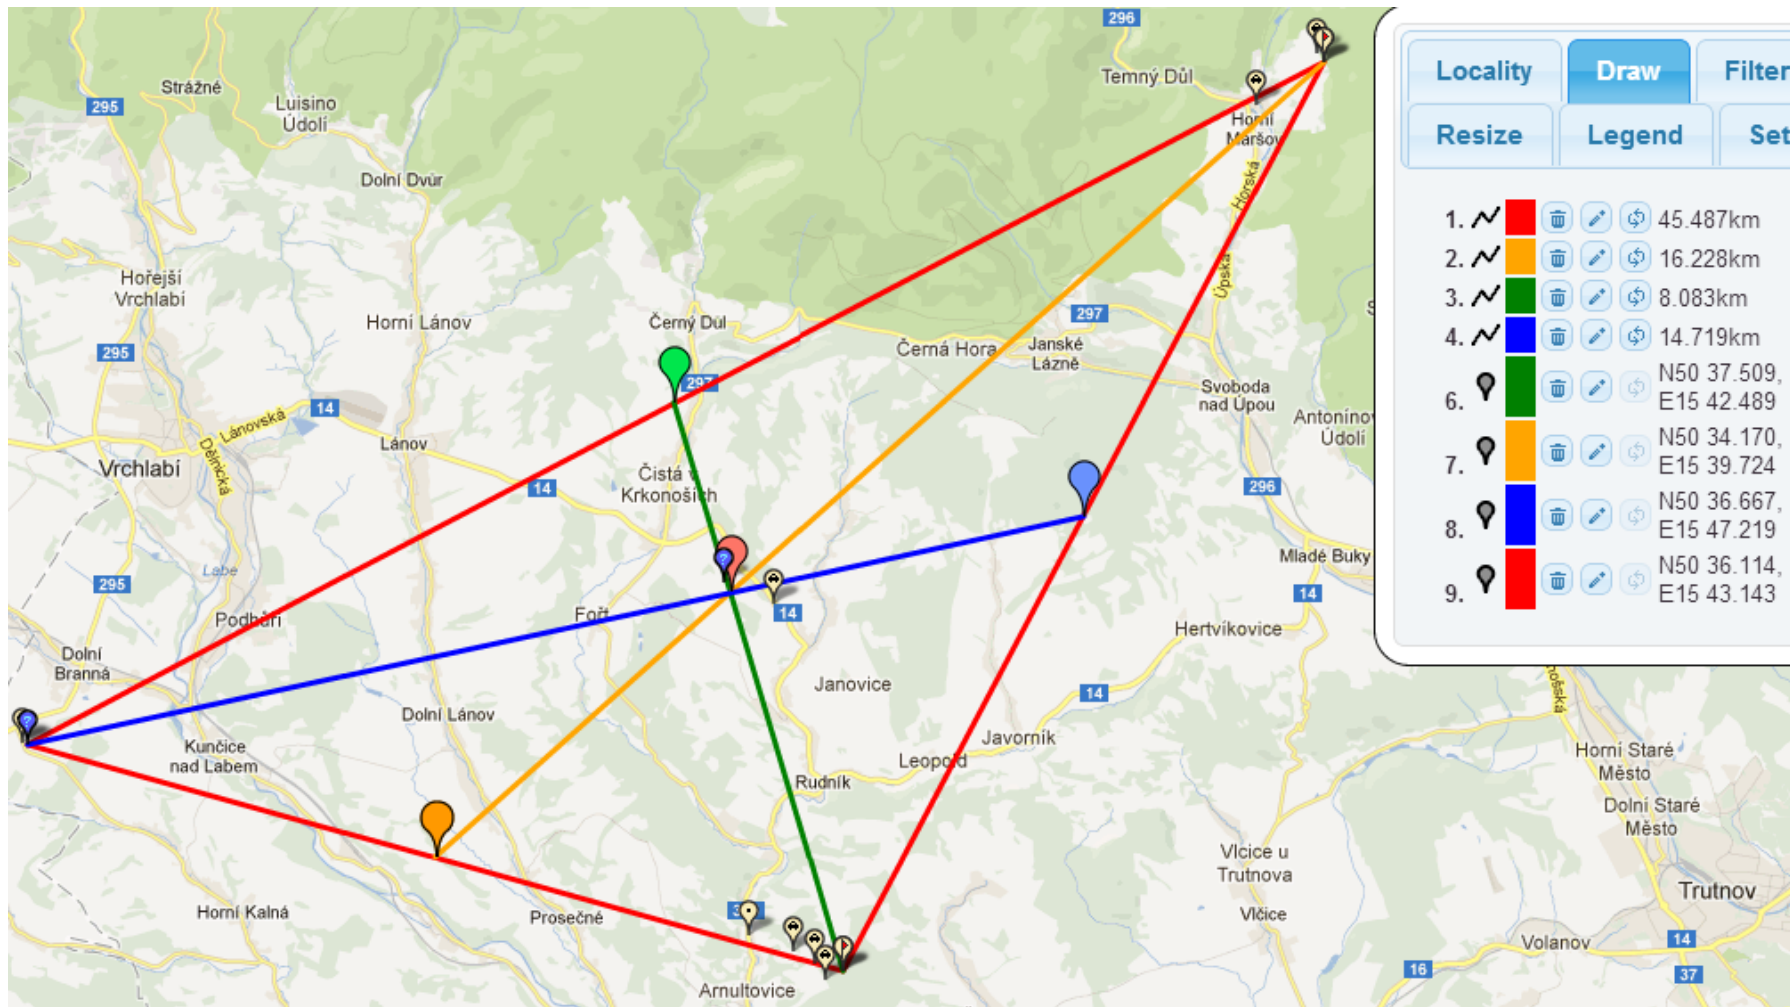 296
Temný Důl
Strážné
295
Luisino
Údolí
Horní
Maršov
Dolní Dvůr
Horská
Hořejší
Vrchlabí
Úpská
Horní Lánov
Černý Důl
297
295
Černá Hora
Janské
Lázně
297
Svoboda
nad Úpou
14
Lánovská
Antonínov
Údolí
Dělnická
Lánov
Vrchlabí
Čistá v
Krkonoších
14
296
Mladé Buky
Labe
295
14
Podhůří
Fořt
14
Hertvíkovice
Dolní
Branná
Janovice
14
Dolní Lánov
Kunčice
nad Labem
Javorník
Leopold
Rudník
Horní Staré
Město
Dolní Staré
Město
Vlcice u
Trutnova
Trutnov
Horní Kalná
Prosečné
Vlčice
Volanov
14
16
37
Arnultovice
Locality
Draw
Filter
Resize
Legend
Set
1.
45.487km
2.
16.228km
3.
8.083km
4.
14.719km
6.
N50 37.509,
E15 42.489
7.
N50 34.170,
E15 39.724
8.
N50 36.667,
E15 47.219
9.
N50 36.114,
E15 43.143